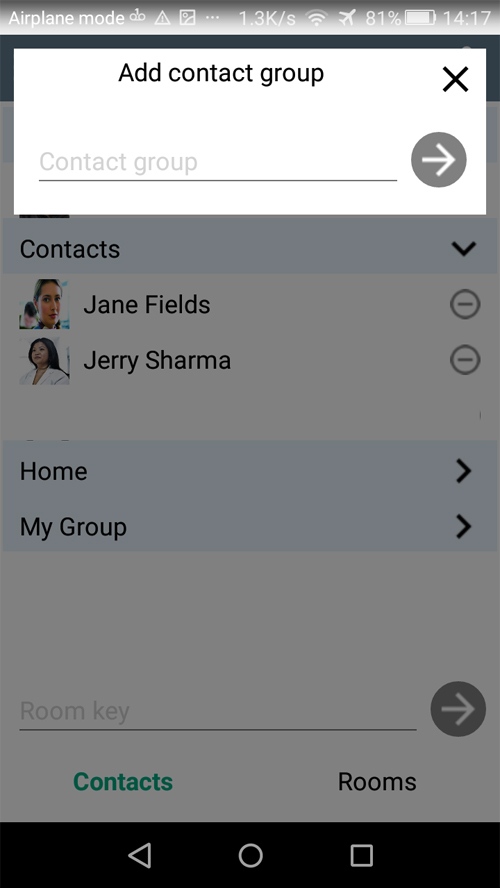 Airplane mode ... 1.3K/s 81% 14:17
Add contact group
Contact group
Contacts
Jane Fields
Jerry Sharma
Home
My Group
Room key
Contacts Rooms